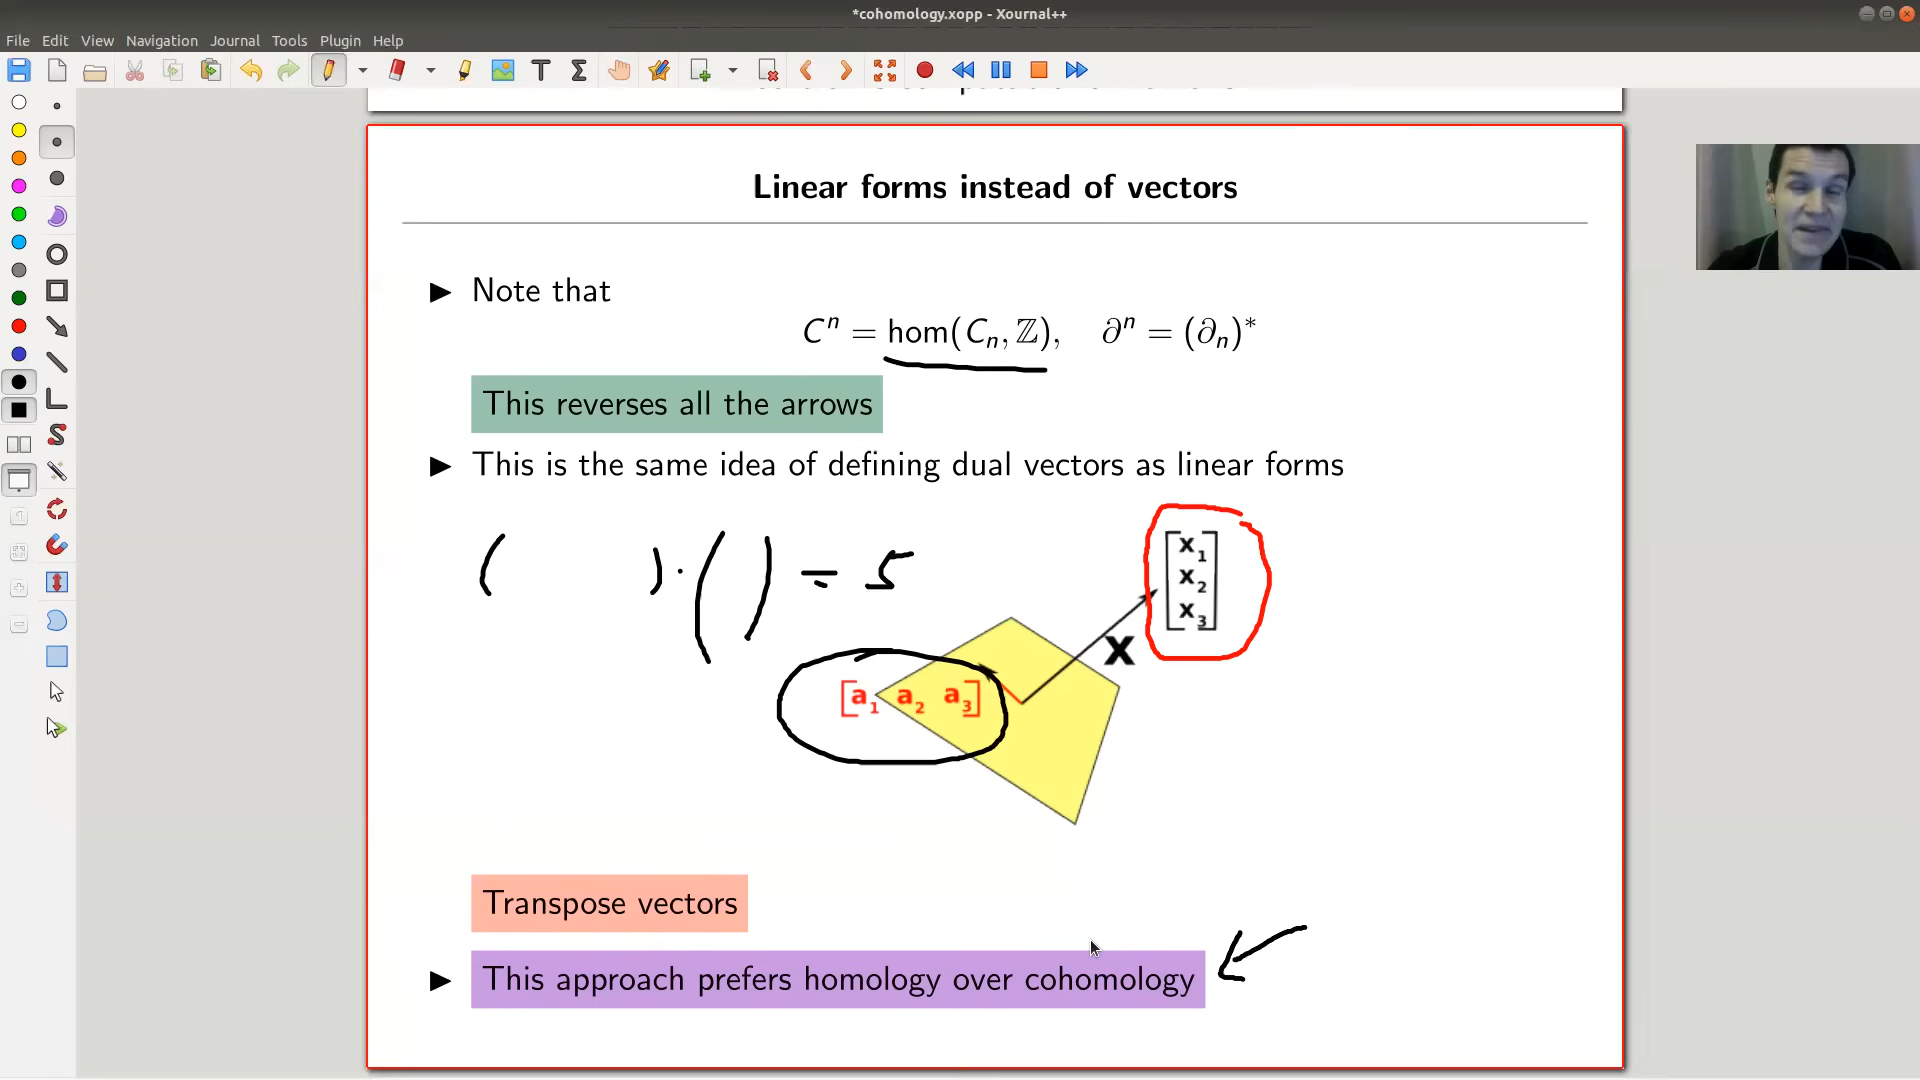 *cohomology.xopp - Xournal++
File Edit View Navigation Journal Tools Plugin Help
Linear forms instead of vectors
▶ Note that
Cⁿ = hom(Cₙ, ℤ), ∂ⁿ = (∂ₙ)*
This reverses all the arrows
▶ This is the same idea of defining dual vectors as linear forms
( ) · ( ) = 5
[x₁
x₂
x₃]
X
[a₁ a₂ a₃]
Transpose vectors
▶ This approach prefers homology over cohomology